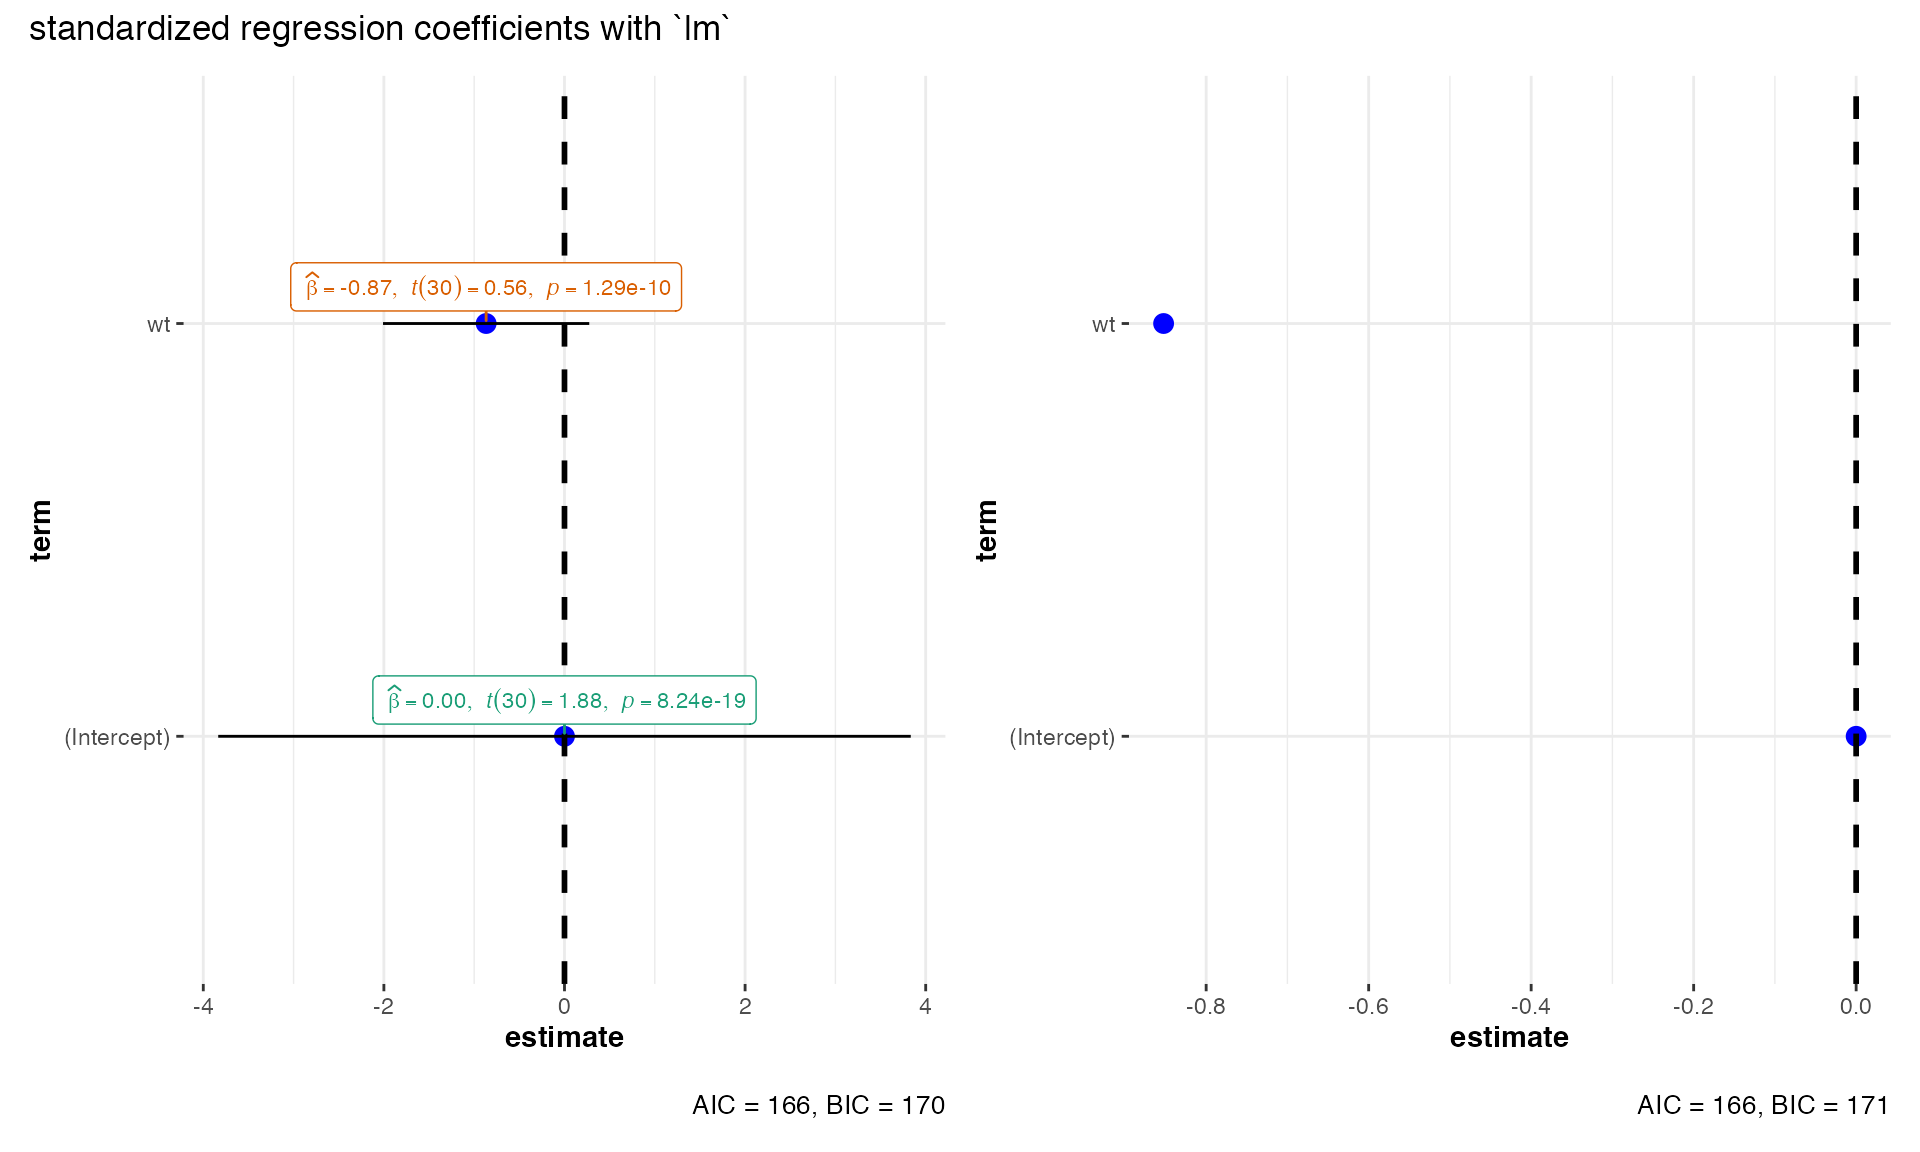 standardized regression coefficients with `lm`
term
wt
(Intercept)
β̂ = -0.87, t(30) = 0.56, p = 1.29e-10
β̂ = 0.00, t(30) = 1.88, p = 8.24e-19
-4 -2 0 2 4
estimate
AIC = 166, BIC = 170
term
wt
(Intercept)
-0.8 -0.6 -0.4 -0.2 0.0
estimate
AIC = 166, BIC = 171